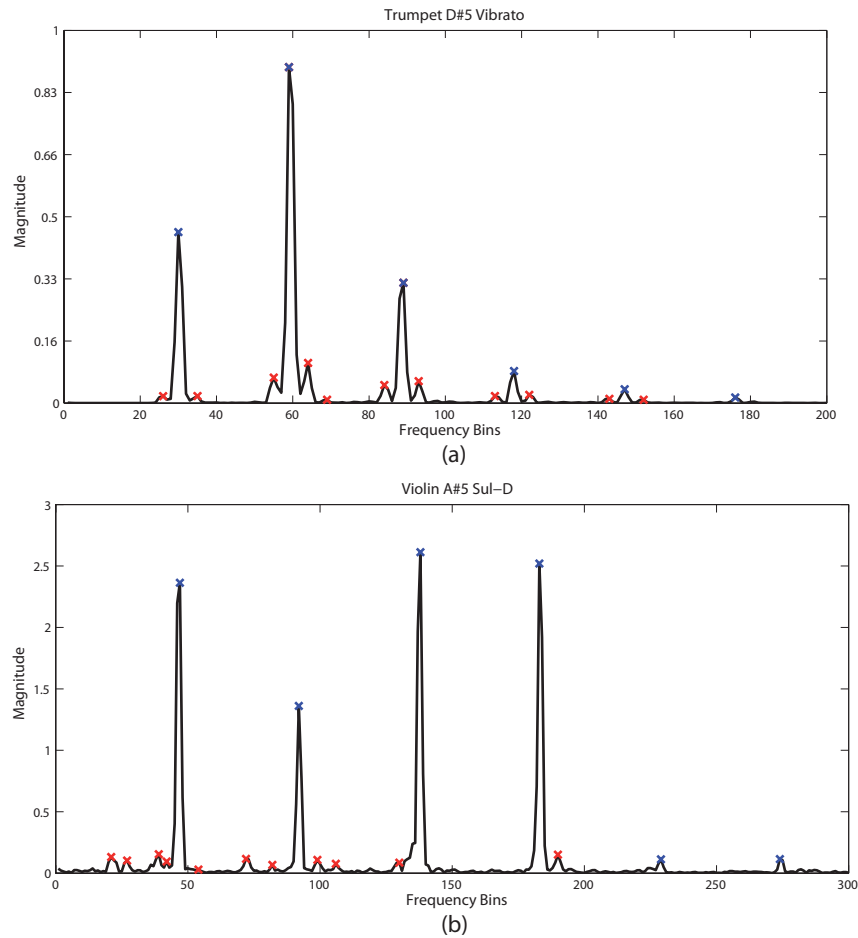 Trumpet D#5 Vibrato
1
0.83
0.66
0.5
0.33
0.16
Magnitude
0 20 40 60 80 100 120 140 160 180 200
Frequency Bins
(a)
Violin A#5 Sul−D
3
2.5
2
1.5
1
0.5
0
Magnitude
0 50 100 150 200 250 300
Frequency Bins
(b)